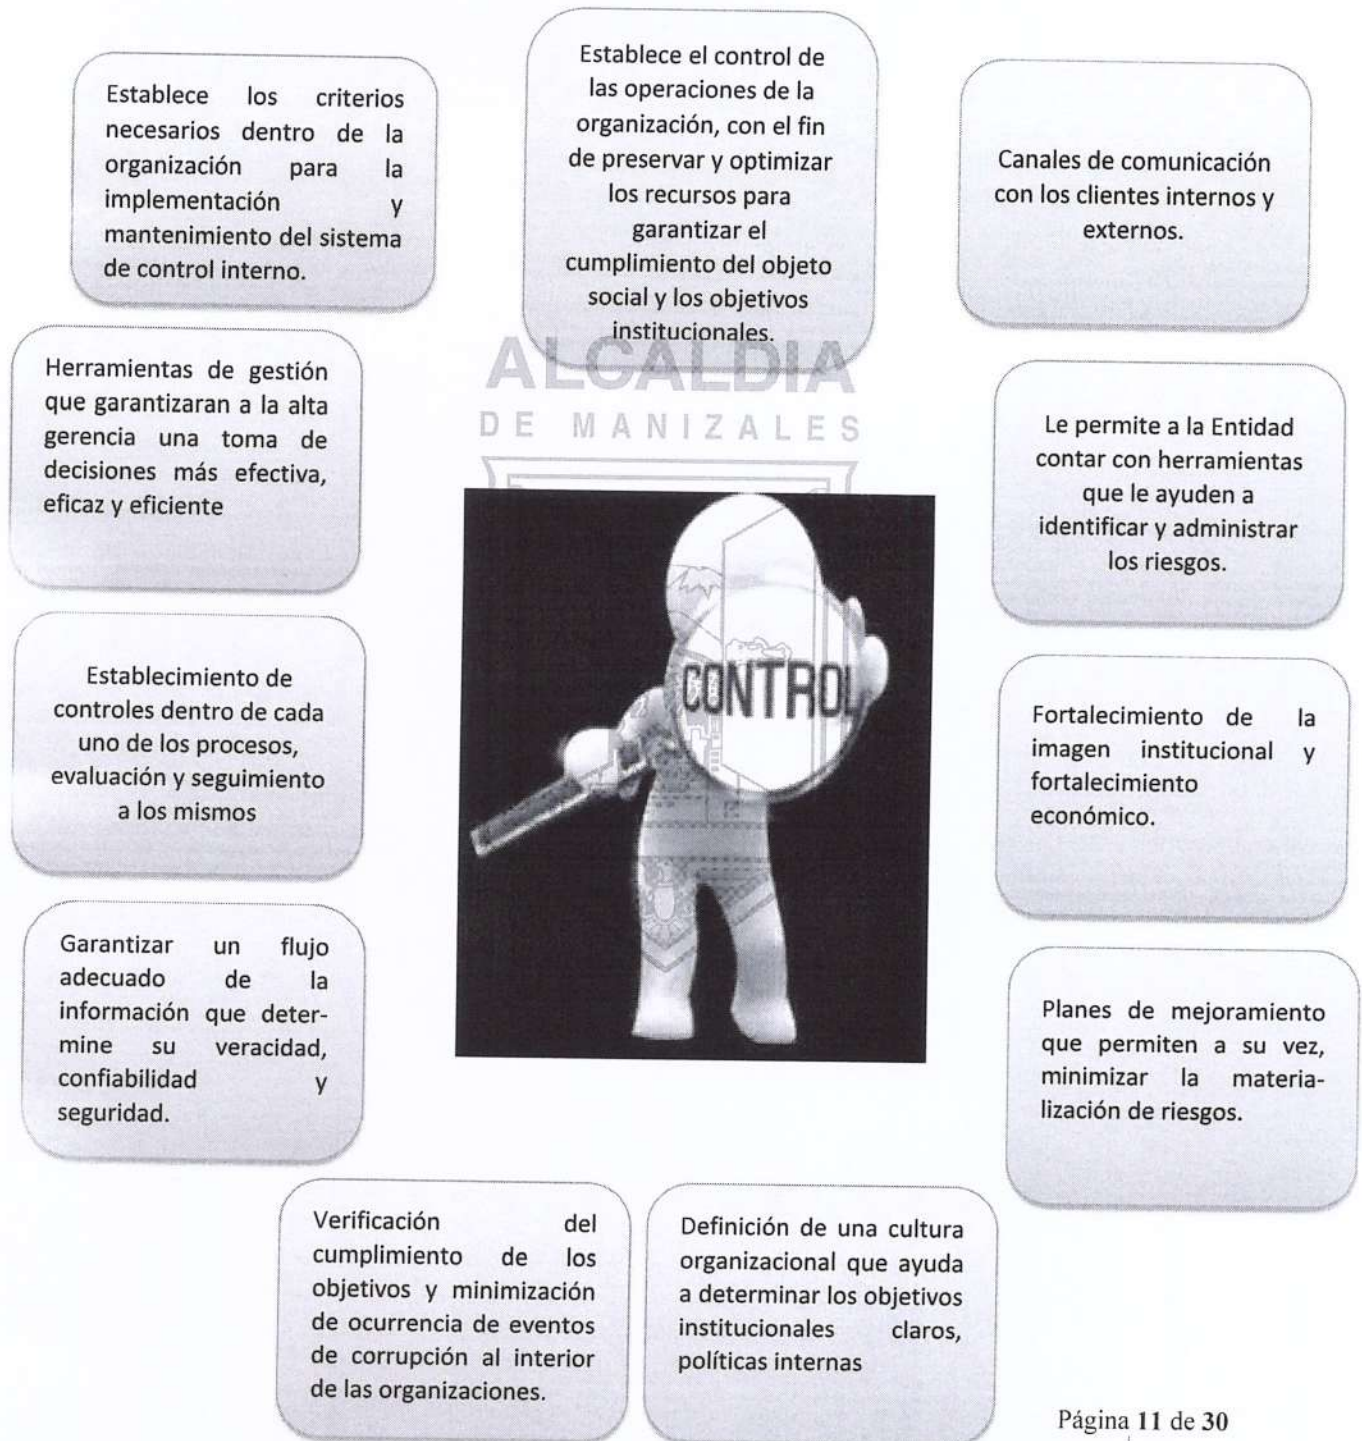 Establece los criterios
necesarios dentro de la
organización para la
implementación y
mantenimiento del sistema
de control interno.
Establece el control de
las operaciones de la
organización, con el fin
de preservar y optimizar
los recursos para
garantizar el
cumplimiento del objeto
social y los objetivos
institucionales.
Canales de comunicación
con los clientes internos y
externos.
ALCALDIA
DE MANIZALES
Herramientas de gestión
que garantizaran a la alta
gerencia una toma de
decisiones más efectiva,
eficaz y eficiente
Le permite a la Entidad
contar con herramientas
que le ayuden a
identificar y administrar
los riesgos.
CONTROL
Establecimiento de
controles dentro de cada
uno de los procesos,
evaluación y seguimiento
a los mismos
Fortalecimiento de la
imagen institucional y
fortalecimiento
económico.
Garantizar un flujo
adecuado de la
información que deter-
mine su veracidad,
confiabilidad y
seguridad.
Planes de mejoramiento
que permiten a su vez,
minimizar la materia-
lización de riesgos.
Verificación del
cumplimiento de los
objetivos y minimización
de ocurrencia de eventos
de corrupción al interior
de las organizaciones.
Definición de una cultura
organizacional que ayuda
a determinar los objetivos
institucionales claros,
políticas internas
Página 11 de 30